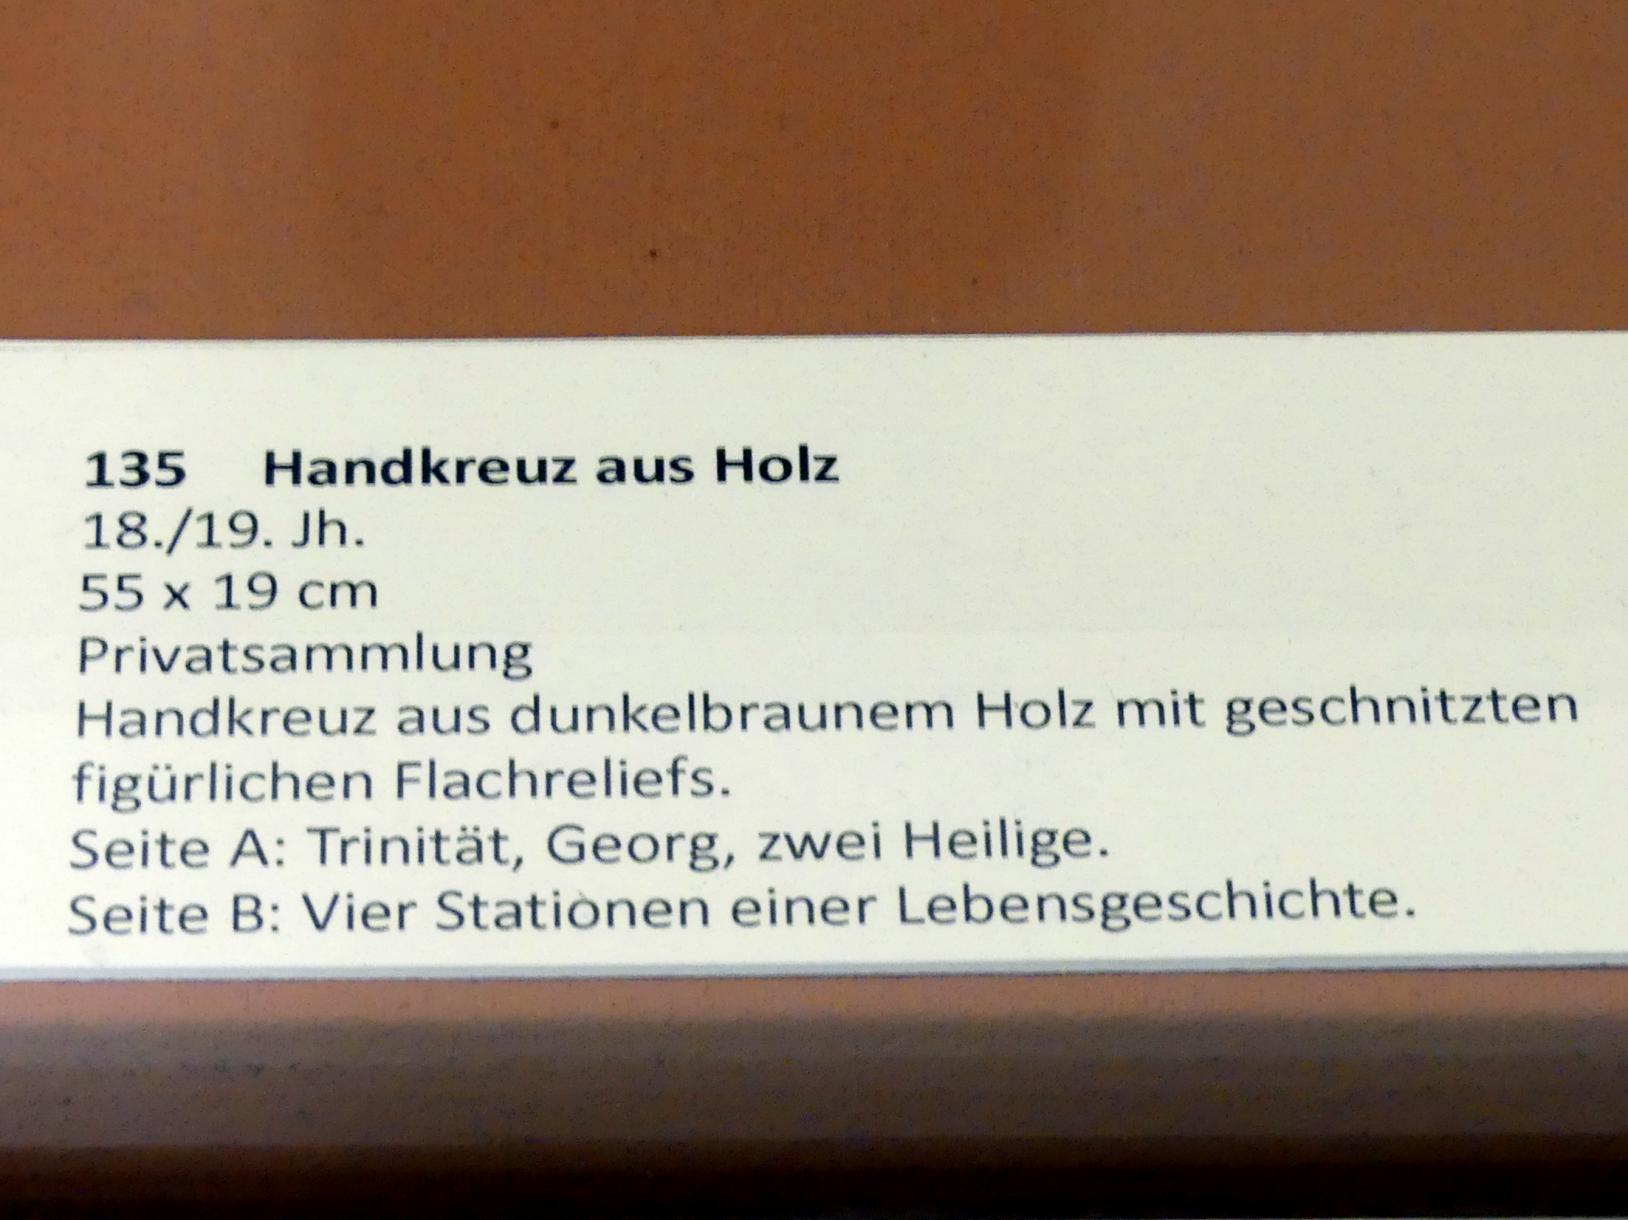 135 Handkreuz aus Holz
18./19. Jh.
55 x 19 cm
Privatsammlung
Handkreuz aus dunkelbraunem Holz mit geschnitzten
figürlichen Flachreliefs.
Seite A: Trinität, Georg, zwei Heilige.
Seite B: Vier Stationen einer Lebensgeschichte.